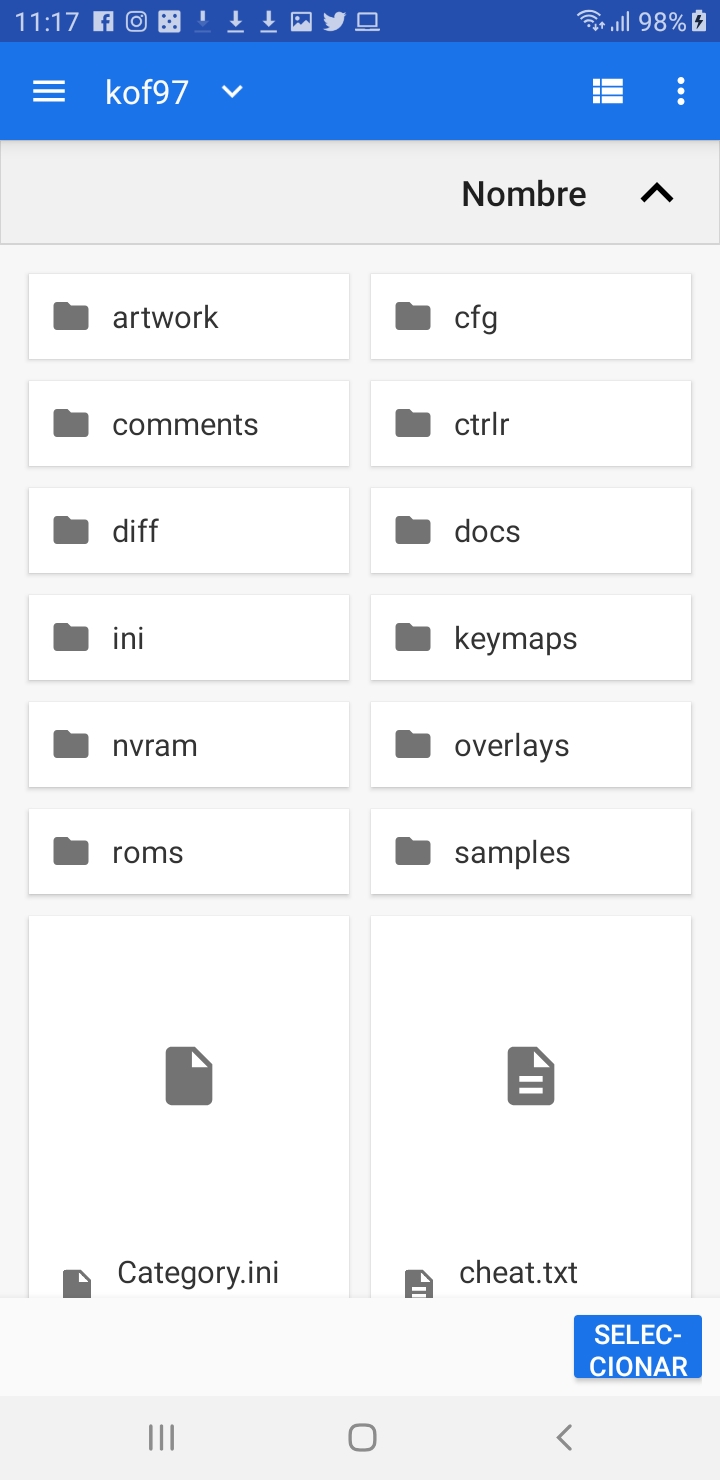 11:17 98%
kof97
Nombre
artwork cfg
comments ctrlr
diff docs
ini keymaps
nvram overlays
roms samples
Category.ini cheat.txt
SELEC-
CIONAR